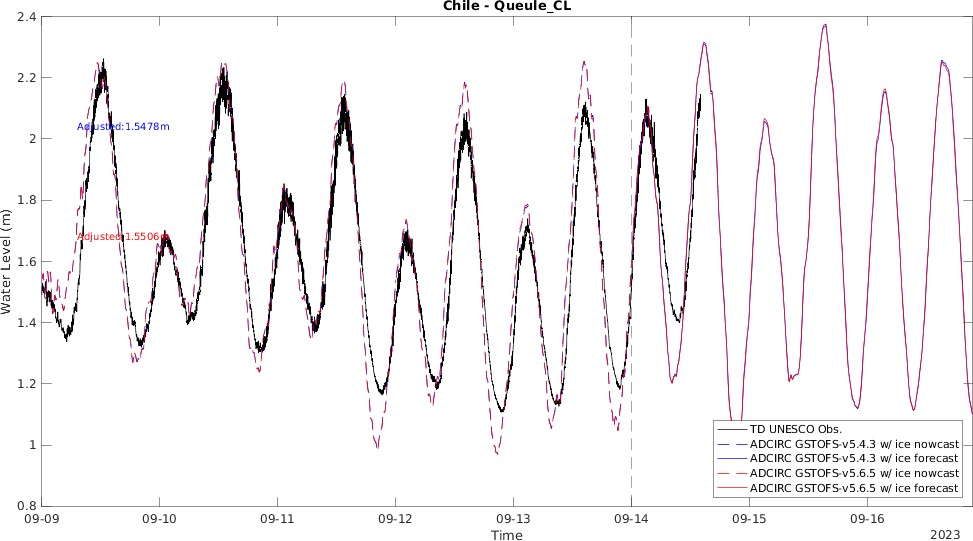 Chile - Queule_CL
Water Level (m)
2.4
2.2
2
1.8
1.6
1.4
1.2
1
0.8
Adjusted:1.5478m
Adjusted:1.5506m
TD UNESCO Obs.
ADCIRC GSTOFS-v5.4.3 w/ ice nowcast
ADCIRC GSTOFS-v5.4.3 w/ ice forecast
ADCIRC GSTOFS-v5.6.5 w/ ice nowcast
ADCIRC GSTOFS-v5.6.5 w/ ice forecast
09-09 09-10 09-11 09-12 09-13 09-14 09-15 09-16
Time
2023